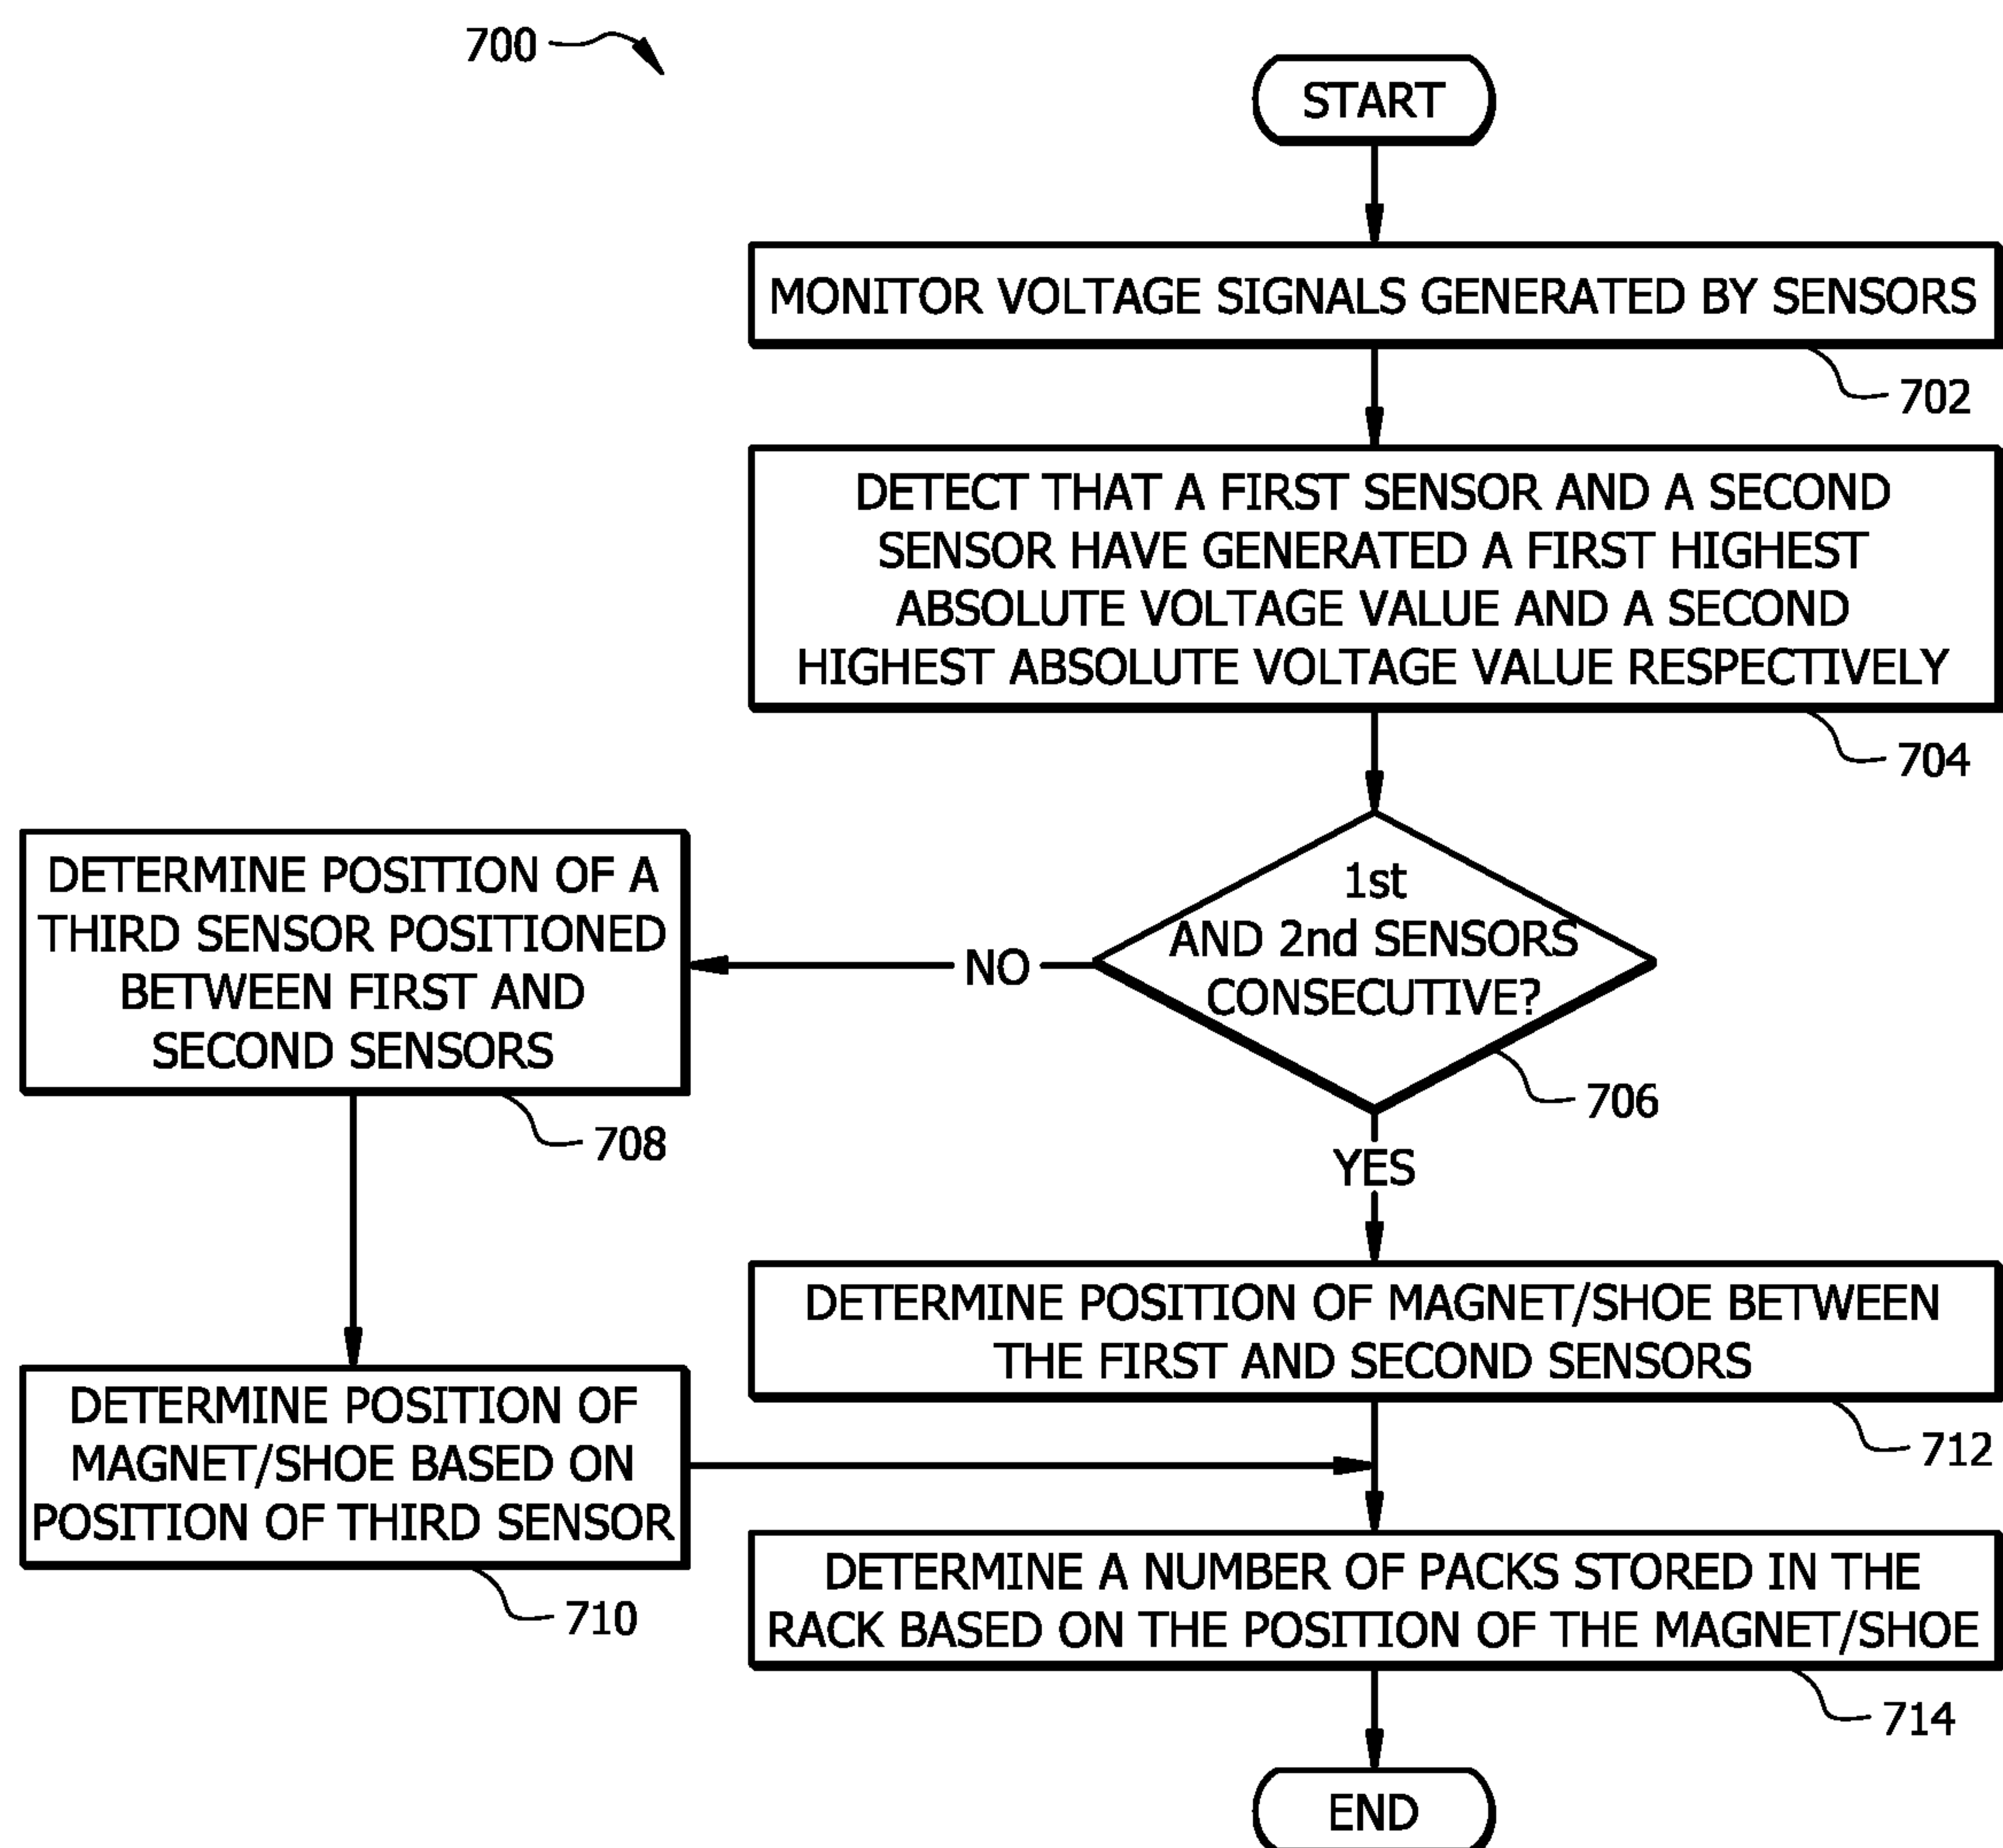 700
START
MONITOR VOLTAGE SIGNALS GENERATED BY SENSORS
702
DETECT THAT A FIRST SENSOR AND A SECOND
SENSOR HAVE GENERATED A FIRST HIGHEST
ABSOLUTE VOLTAGE VALUE AND A SECOND
HIGHEST ABSOLUTE VOLTAGE VALUE RESPECTIVELY
704
1st
AND 2nd SENSORS
CONSECUTIVE?
706
NO
DETERMINE POSITION OF A
THIRD SENSOR POSITIONED
BETWEEN FIRST AND
SECOND SENSORS
708
YES
DETERMINE POSITION OF
MAGNET/SHOE BASED ON
POSITION OF THIRD SENSOR
710
DETERMINE POSITION OF MAGNET/SHOE BETWEEN
THE FIRST AND SECOND SENSORS
712
DETERMINE A NUMBER OF PACKS STORED IN THE
RACK BASED ON THE POSITION OF THE MAGNET/SHOE
714
END